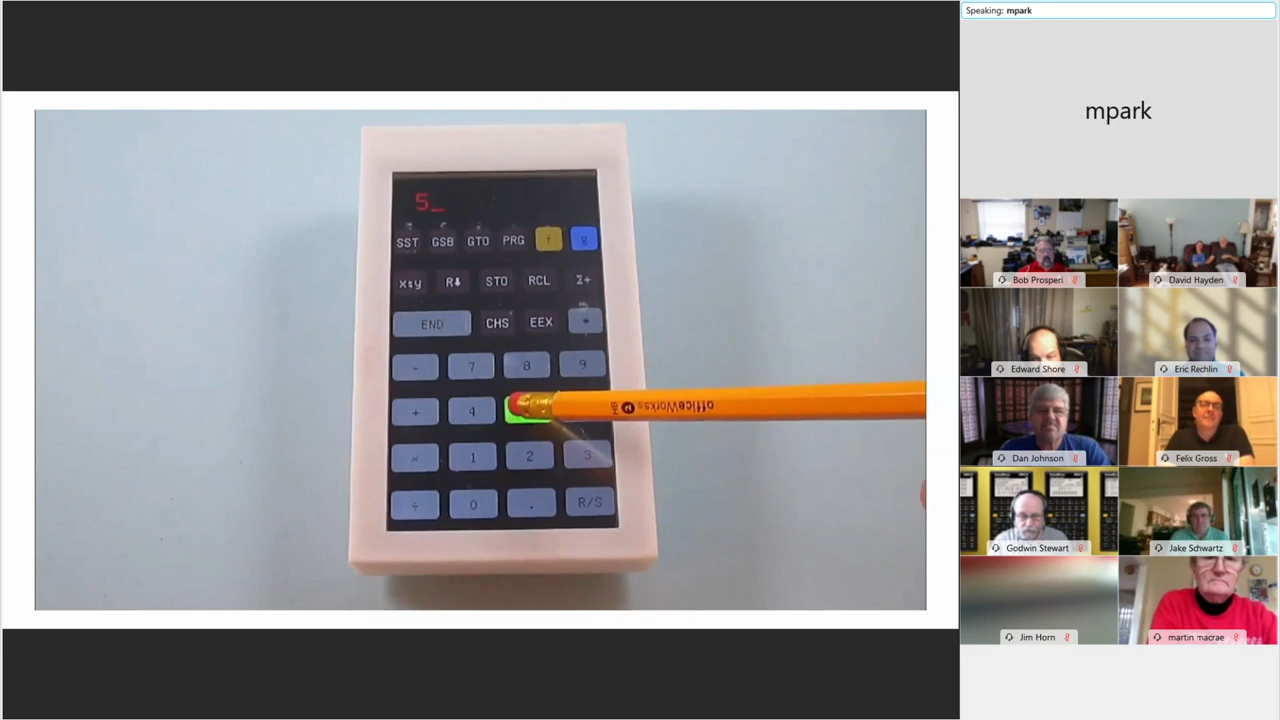 Speaking: mpark
mpark
5_
SST GSB GTO PRG f g
x⇄y R⬇ STO RCL Σ+
END CHS EEX
- 7 8 9
+ 4
× 1 2 3
÷ 0 . R/S
HB 2 officeWorks®
Bob Prosperi
David Hayden
Edward Shore
Eric Rechlin
Dan Johnson
Felix Gross
Godwin Stewart
Jake Schwartz
Jim Horn
martin macrae